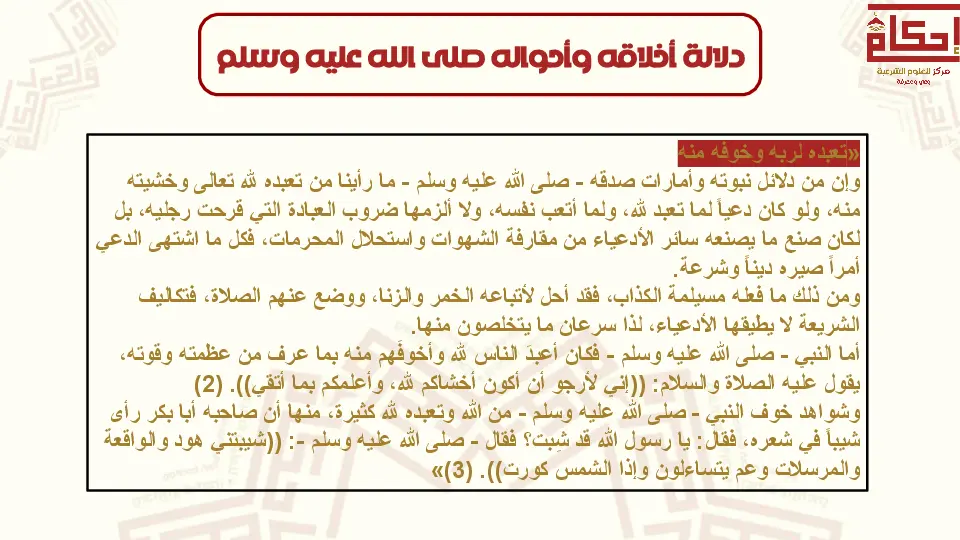 دلالة أخلاقه وأحواله صلى الله عليه وسلم
إحكام
مركز للعلوم الشرعية
وعي ومعرفة
«تعبده لربه وخوفه منه
وإن من دلائل نبوته وأمارات صدقه - صلى الله عليه وسلم - ما رأينا من تعبده لله تعالى وخشيته
منه، ولو كان دعياً لما تعبد لله، ولما أتعب نفسه، ولا ألزمها ضروب العبادة التي قرحت رجليه، بل
لكان صنع ما يصنعه سائر الأدعياء من مقارفة الشهوات واستحلال المحرمات، فكل ما اشتهى الدعي
أمراً صيره ديناً وشرعة.
ومن ذلك ما فعله مسيلمة الكذاب، فقد أحل لأتباعه الخمر والزنا، ووضع عنهم الصلاة، فتكاليف
الشريعة لا يطيقها الأدعياء، لذا سرعان ما يتخلصون منها.
أما النبي - صلى الله عليه وسلم - فكان أعبدَ الناس لله وأخوفَهم منه بما عرف من عظمته وقوته،
يقول عليه الصلاة والسلام: ((إني لأرجو أن أكون أخشاكم لله، وأعلمكم بما أتقي)). (2)
وشواهد خوف النبي - صلى الله عليه وسلم - من الله وتعبده لله كثيرة، منها أن صاحبه أبا بكر رأى
شيباً في شعره، فقال: يا رسول الله قد شِبت؟ فقال - صلى الله عليه وسلم -: ((شيبتني هود والواقعة
والمرسلات وعم يتساءلون وإذا الشمس كورت)). (3)»